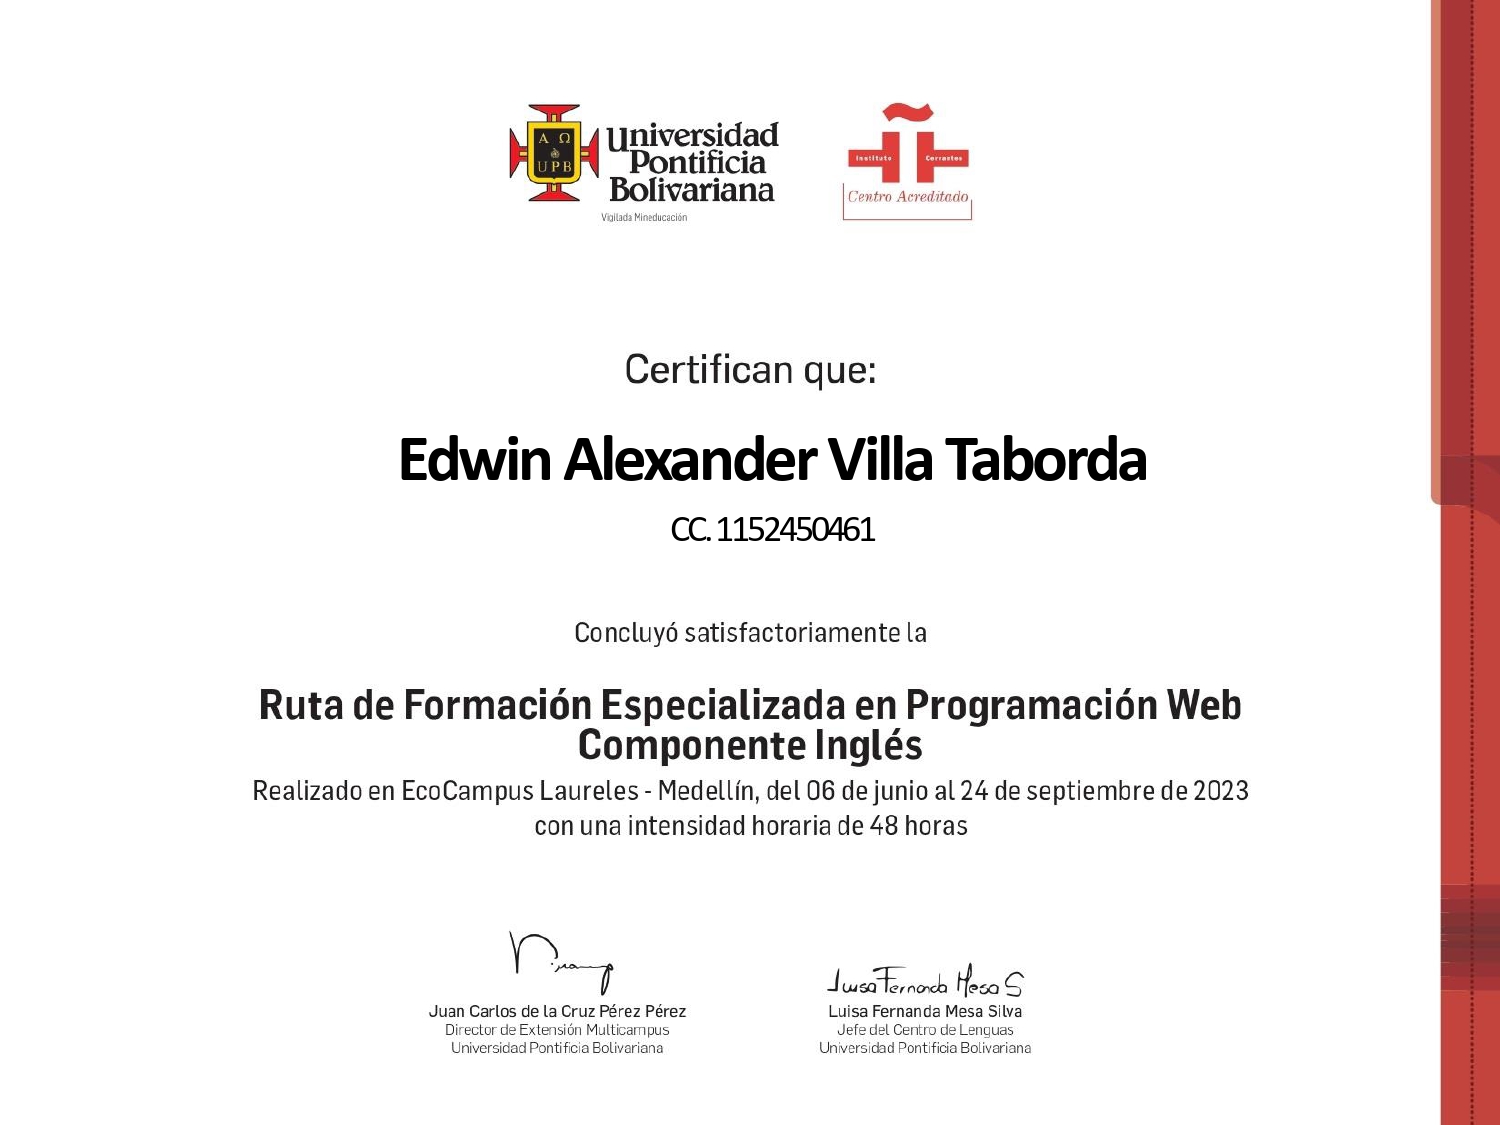 Α Ω
UPB
Universidad
Pontificia
Bolivariana
Vigilada Mineducación
Instituto Cervantes
Centro Acreditado
Certifican que:
Edwin Alexander Villa Taborda
CC. 1152450461
Concluyó satisfactoriamente la
Ruta de Formación Especializada en Programación Web
Componente Inglés
Realizado en EcoCampus Laureles - Medellín, del 06 de junio al 24 de septiembre de 2023
con una intensidad horaria de 48 horas
Luisa Fernanda Mesa S
Juan Carlos de la Cruz Pérez Pérez
Director de Extensión Multicampus
Universidad Pontificia Bolivariana
Luisa Fernanda Mesa Silva
Jefe del Centro de Lenguas
Universidad Pontificia Bolivariana